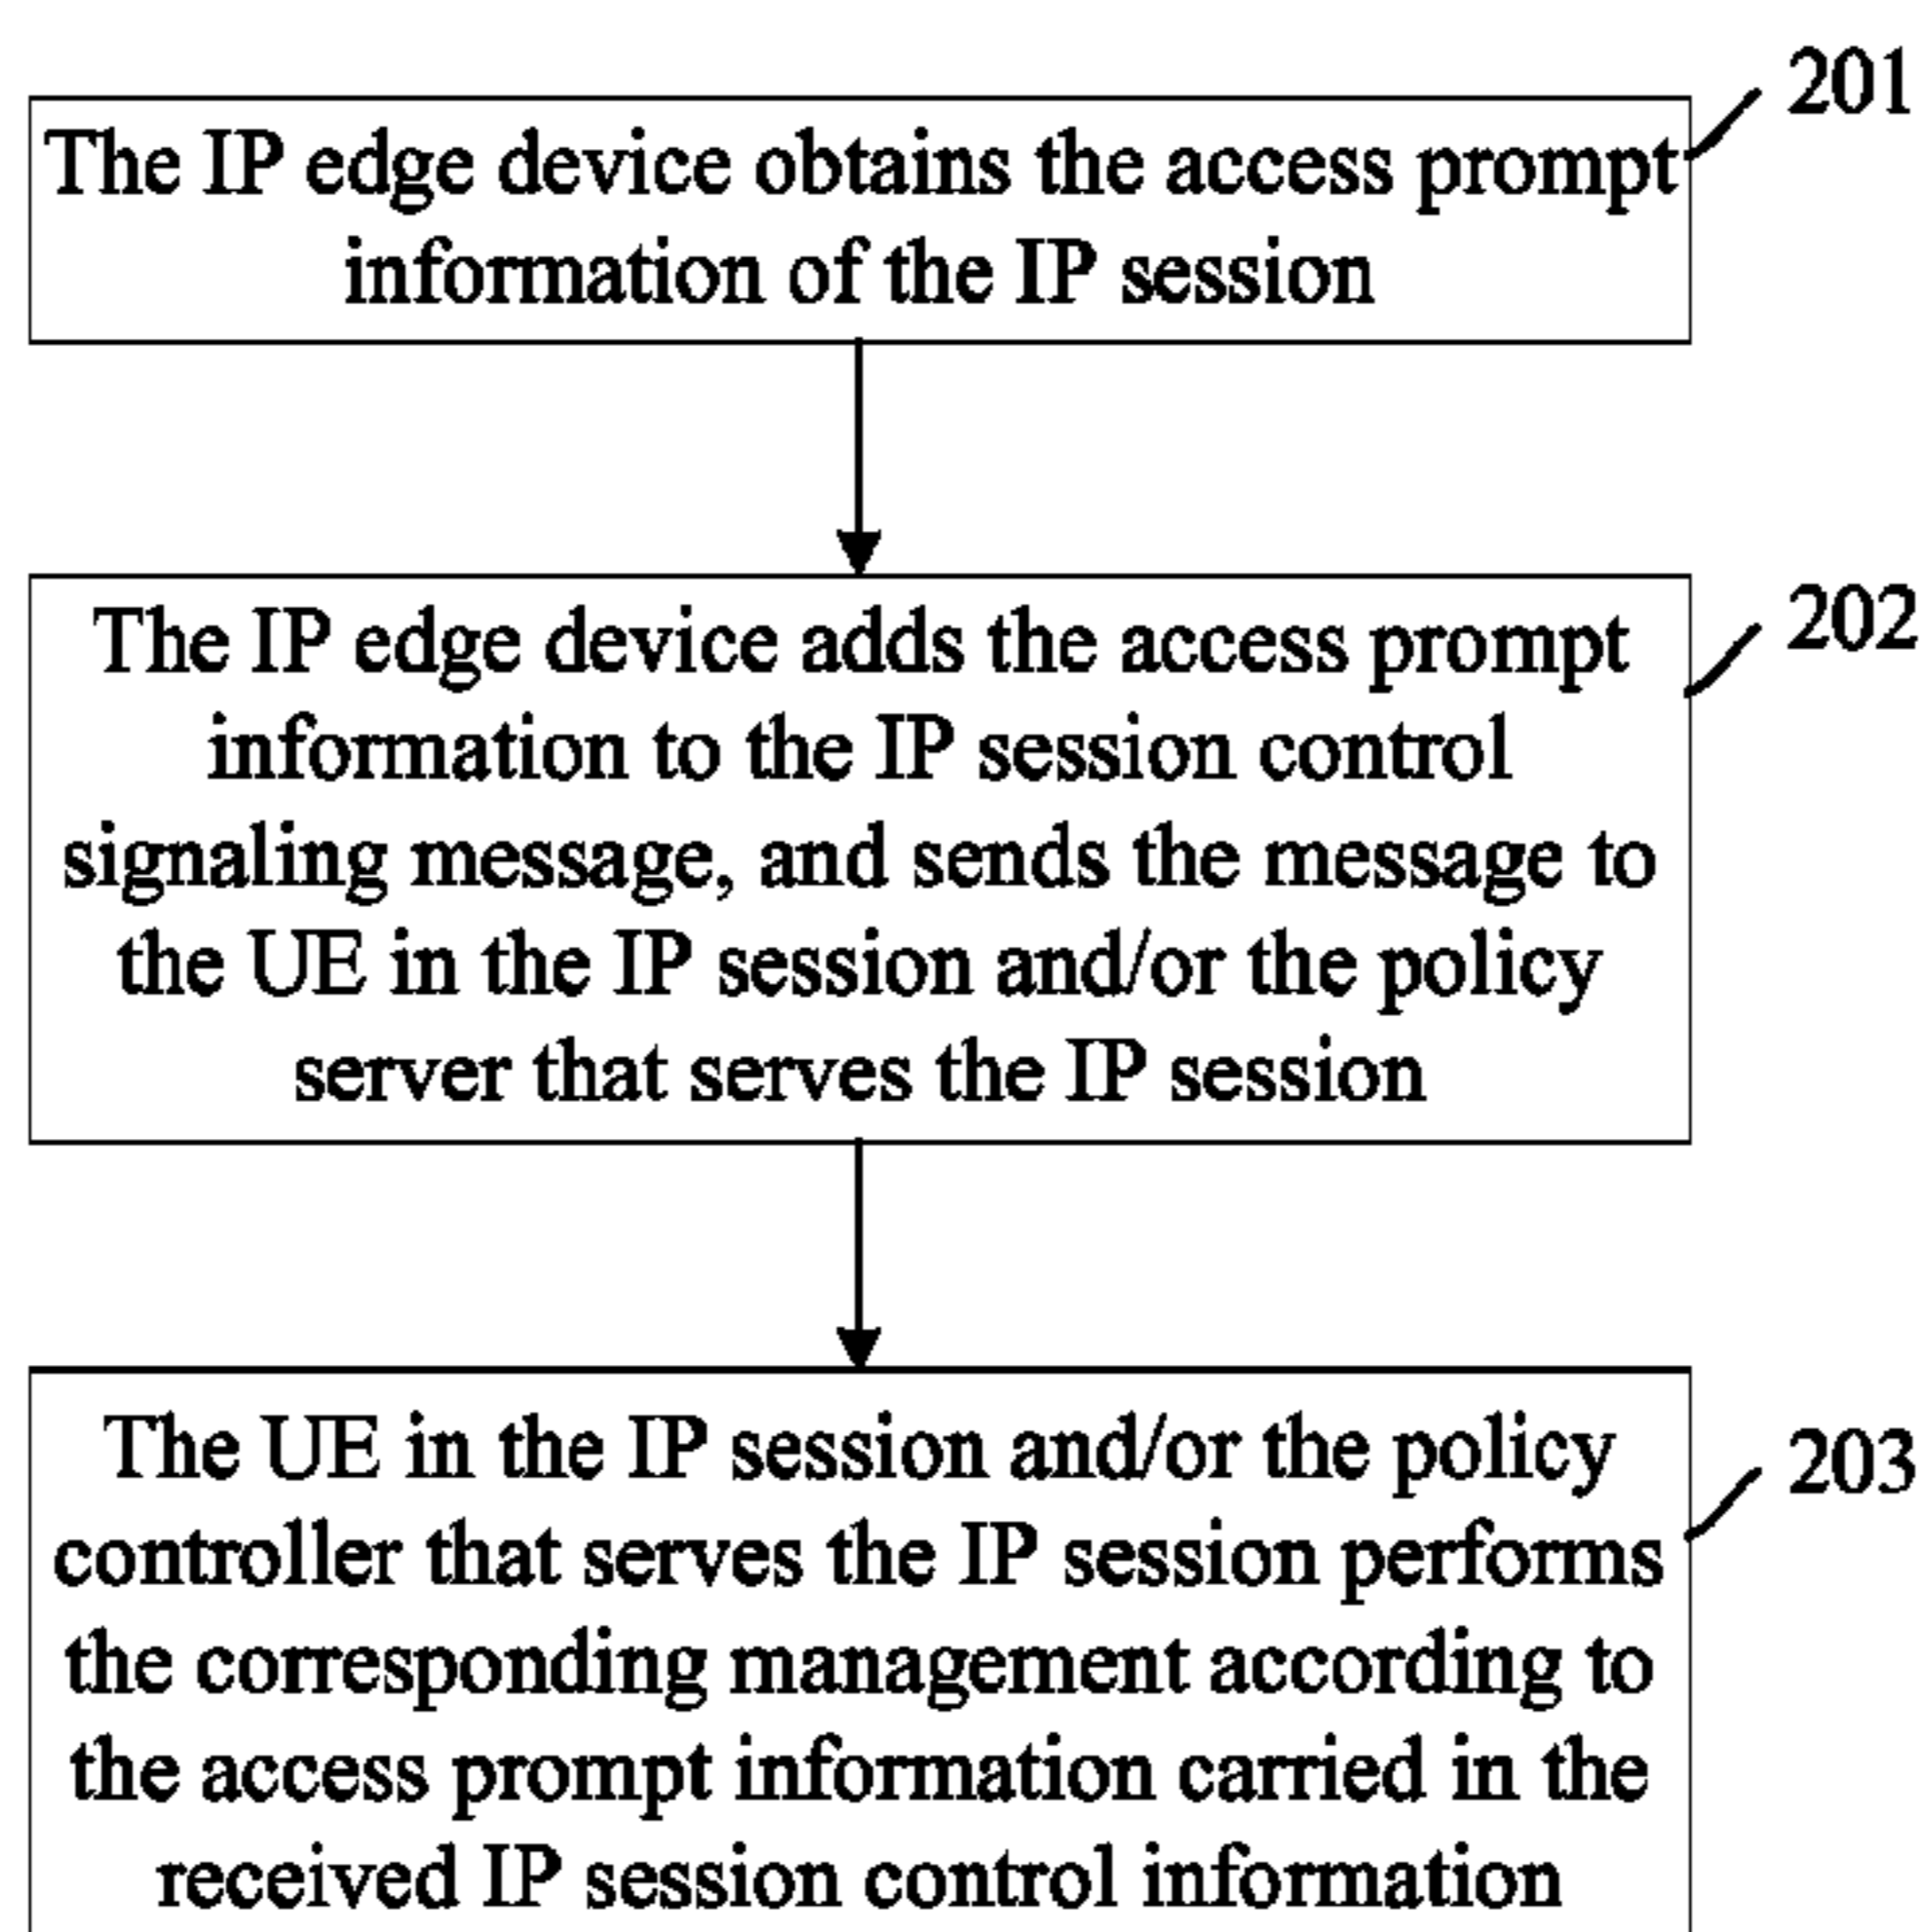 201
The IP edge device obtains the access prompt
information of the IP session
202
The IP edge device adds the access prompt
information to the IP session control
signaling message, and sends the message to
the UE in the IP session and/or the policy
server that serves the IP session
203
The UE in the IP session and/or the policy
controller that serves the IP session performs
the corresponding management according to
the access prompt information carried in the
received IP session control information